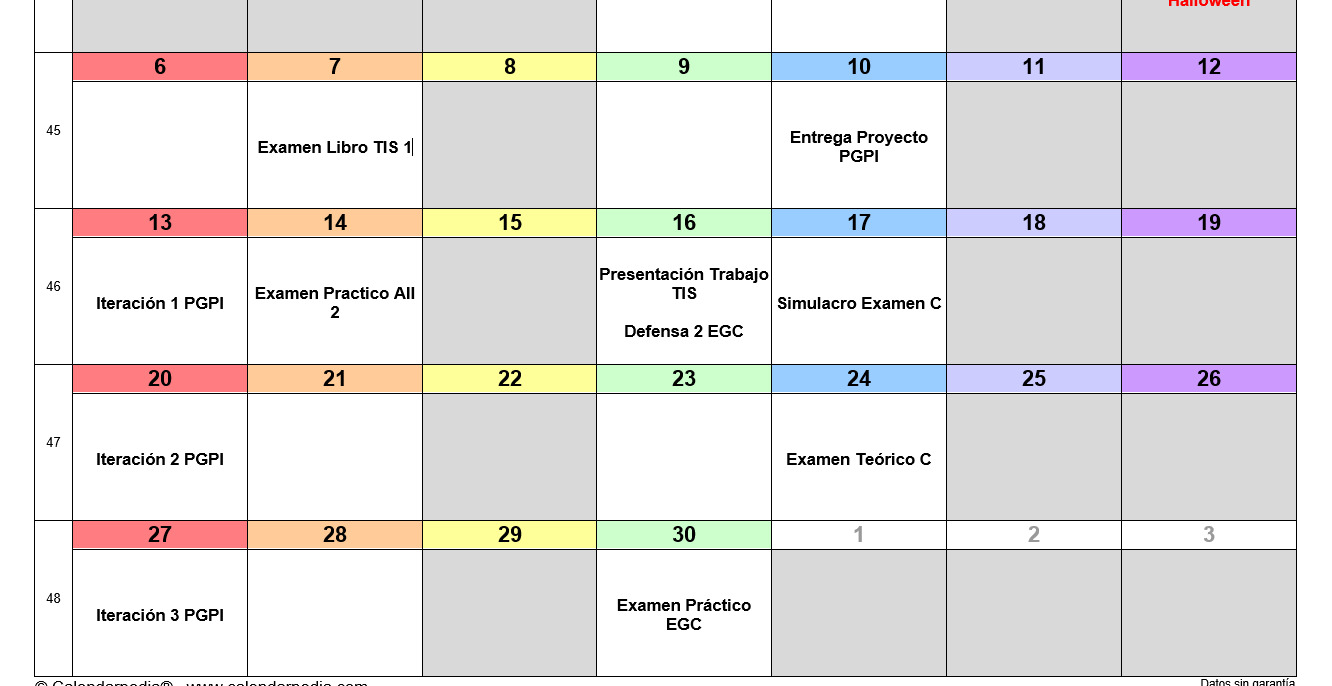 Halloween
6 7 8 9 10 11 12
45
Examen Libro TIS 1
Entrega Proyecto
PGPI
13 14 15 16 17 18 19
46
Iteración 1 PGPI
Examen Practico AII
2
Presentación Trabajo
TIS
Defensa 2 EGC
Simulacro Examen C
20 21 22 23 24 25 26
47
Iteración 2 PGPI
Examen Teórico C
27 28 29 30 1 2 3
48
Iteración 3 PGPI
Examen Práctico
EGC
© Calendarpedia® www.calendarpedia.com
Datos sin garantía